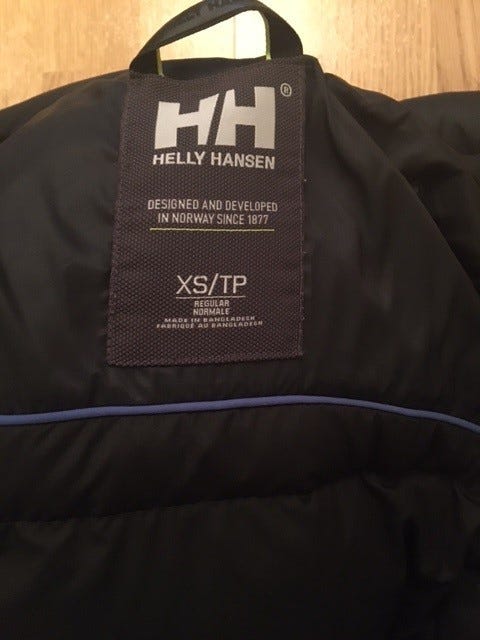 HH®
HELLY HANSEN
DESIGNED AND DEVELOPED
IN NORWAY SINCE 1877
XS/TP
REGULAR
NORMALE
MADE IN BANGLADESH
FABRIQUÉ AU BANGLADESH